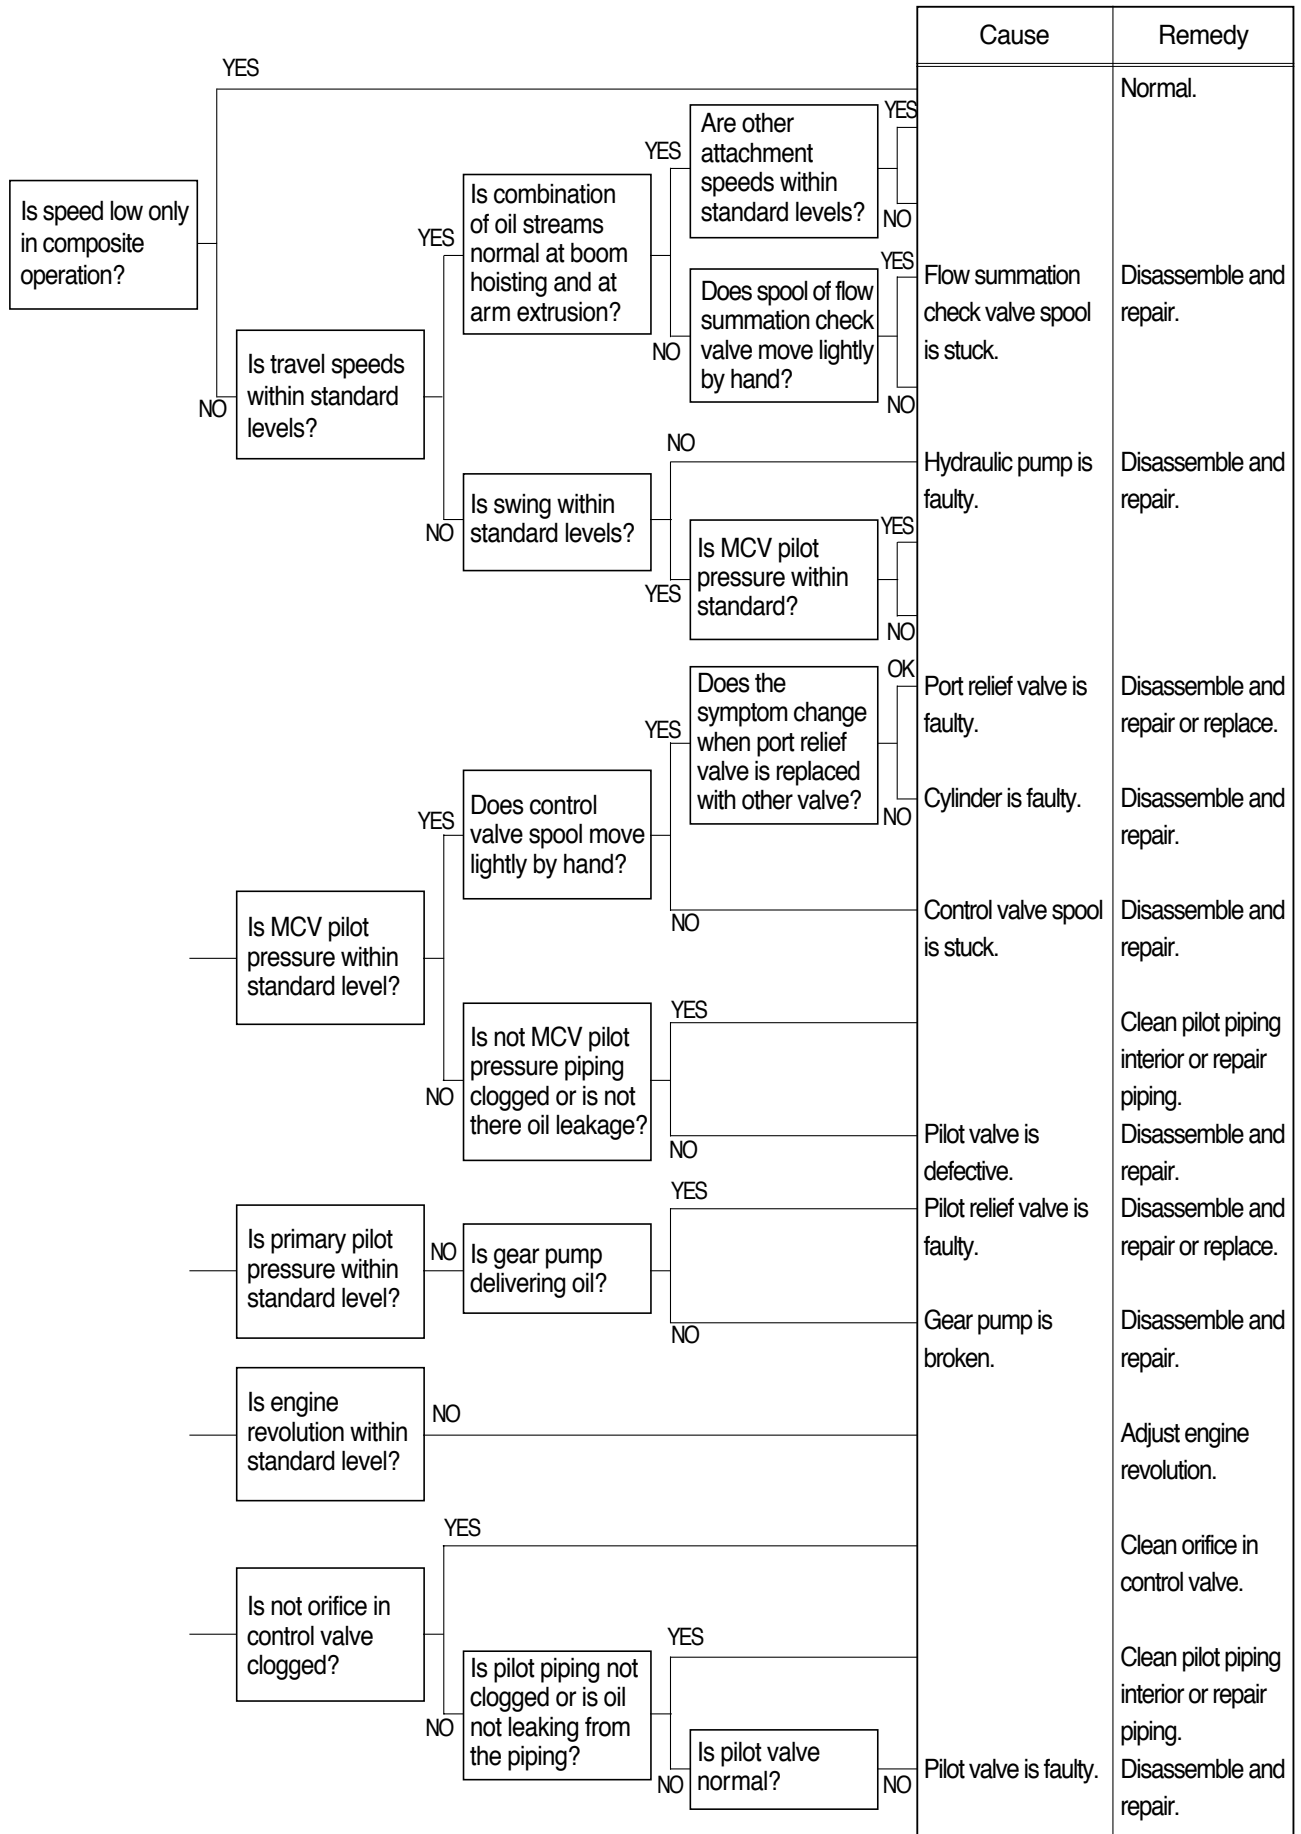 Cause
Remedy
YES
Normal.
Is speed low only
in composite
operation?
NO
Is travel speeds
within standard
levels?
YES
Is combination
of oil streams
normal at boom
hoisting and at
arm extrusion?
YES
Are other
attachment
speeds within
standard levels?
YES
NO
NO
Does spool of flow
summation check
valve move lightly
by hand?
YES
NO
Flow summation
check valve spool
is stuck.
Disassemble and
repair.
NO
Is swing within
standard levels?
NO
Hydraulic pump is
faulty.
Disassemble and
repair.
YES
Is MCV pilot
pressure within
standard?
YES
NO
Is MCV pilot
pressure within
standard level?
YES
Does control
valve spool move
lightly by hand?
YES
Does the
symptom change
when port relief
valve is replaced
with other valve?
OK
Port relief valve is
faulty.
Disassemble and
repair or replace.
NO
Cylinder is faulty.
Disassemble and
repair.
NO
Control valve spool
is stuck.
Disassemble and
repair.
NO
Is not MCV pilot
pressure piping
clogged or is not
there oil leakage?
YES
Clean pilot piping
interior or repair
piping.
NO
Pilot valve is
defective.
Disassemble and
repair.
Is primary pilot
pressure within
standard level?
NO
Is gear pump
delivering oil?
YES
Pilot relief valve is
faulty.
Disassemble and
repair or replace.
NO
Gear pump is
broken.
Disassemble and
repair.
Is engine
revolution within
standard level?
NO
Adjust engine
revolution.
Is not orifice in
control valve
clogged?
YES
Clean orifice in
control valve.
NO
Is pilot piping not
clogged or is oil
not leaking from
the piping?
YES
Clean pilot piping
interior or repair
piping.
NO
Is pilot valve
normal?
NO
Pilot valve is faulty.
Disassemble and
repair.